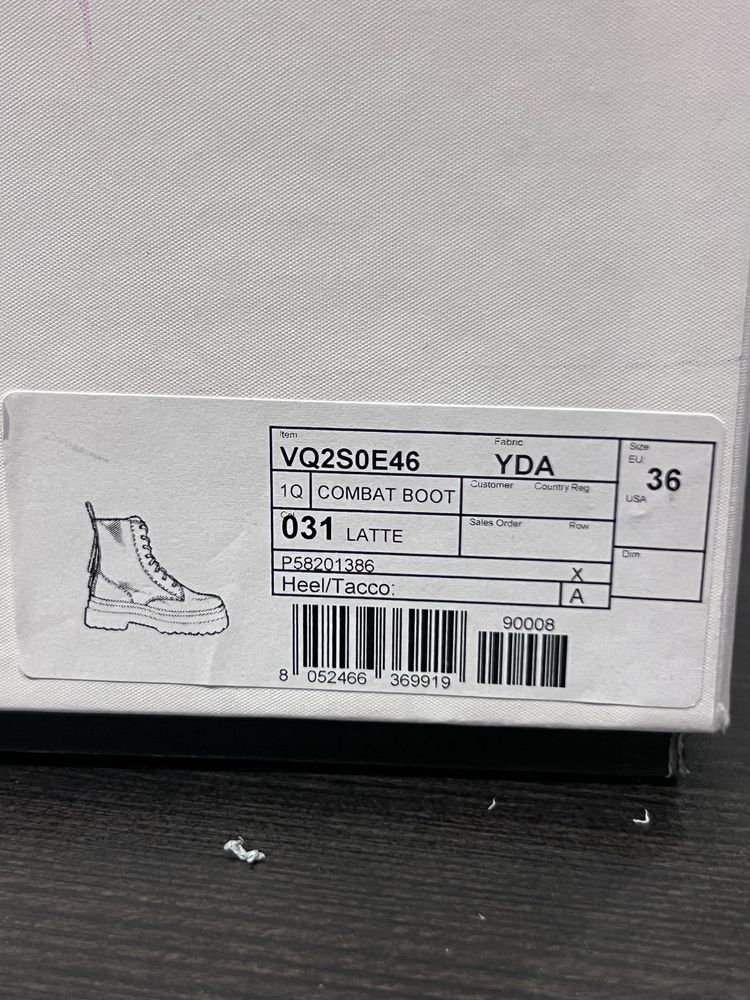 Item
VQ2S0E46
Fabric
YDA
Size
EU:
36
USA
1Q COMBAT BOOT
Customer Country Reg
Col
031 LATTE
Sales Order Row
Dim
P58201386 X
Heel/Tacco: A
90008
8 052466 369919